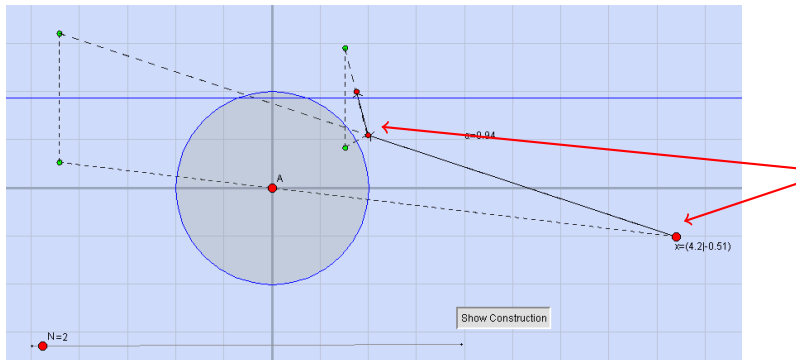 A
c=0.94
x=(4.2|-0.51)
Show Construction
N=2